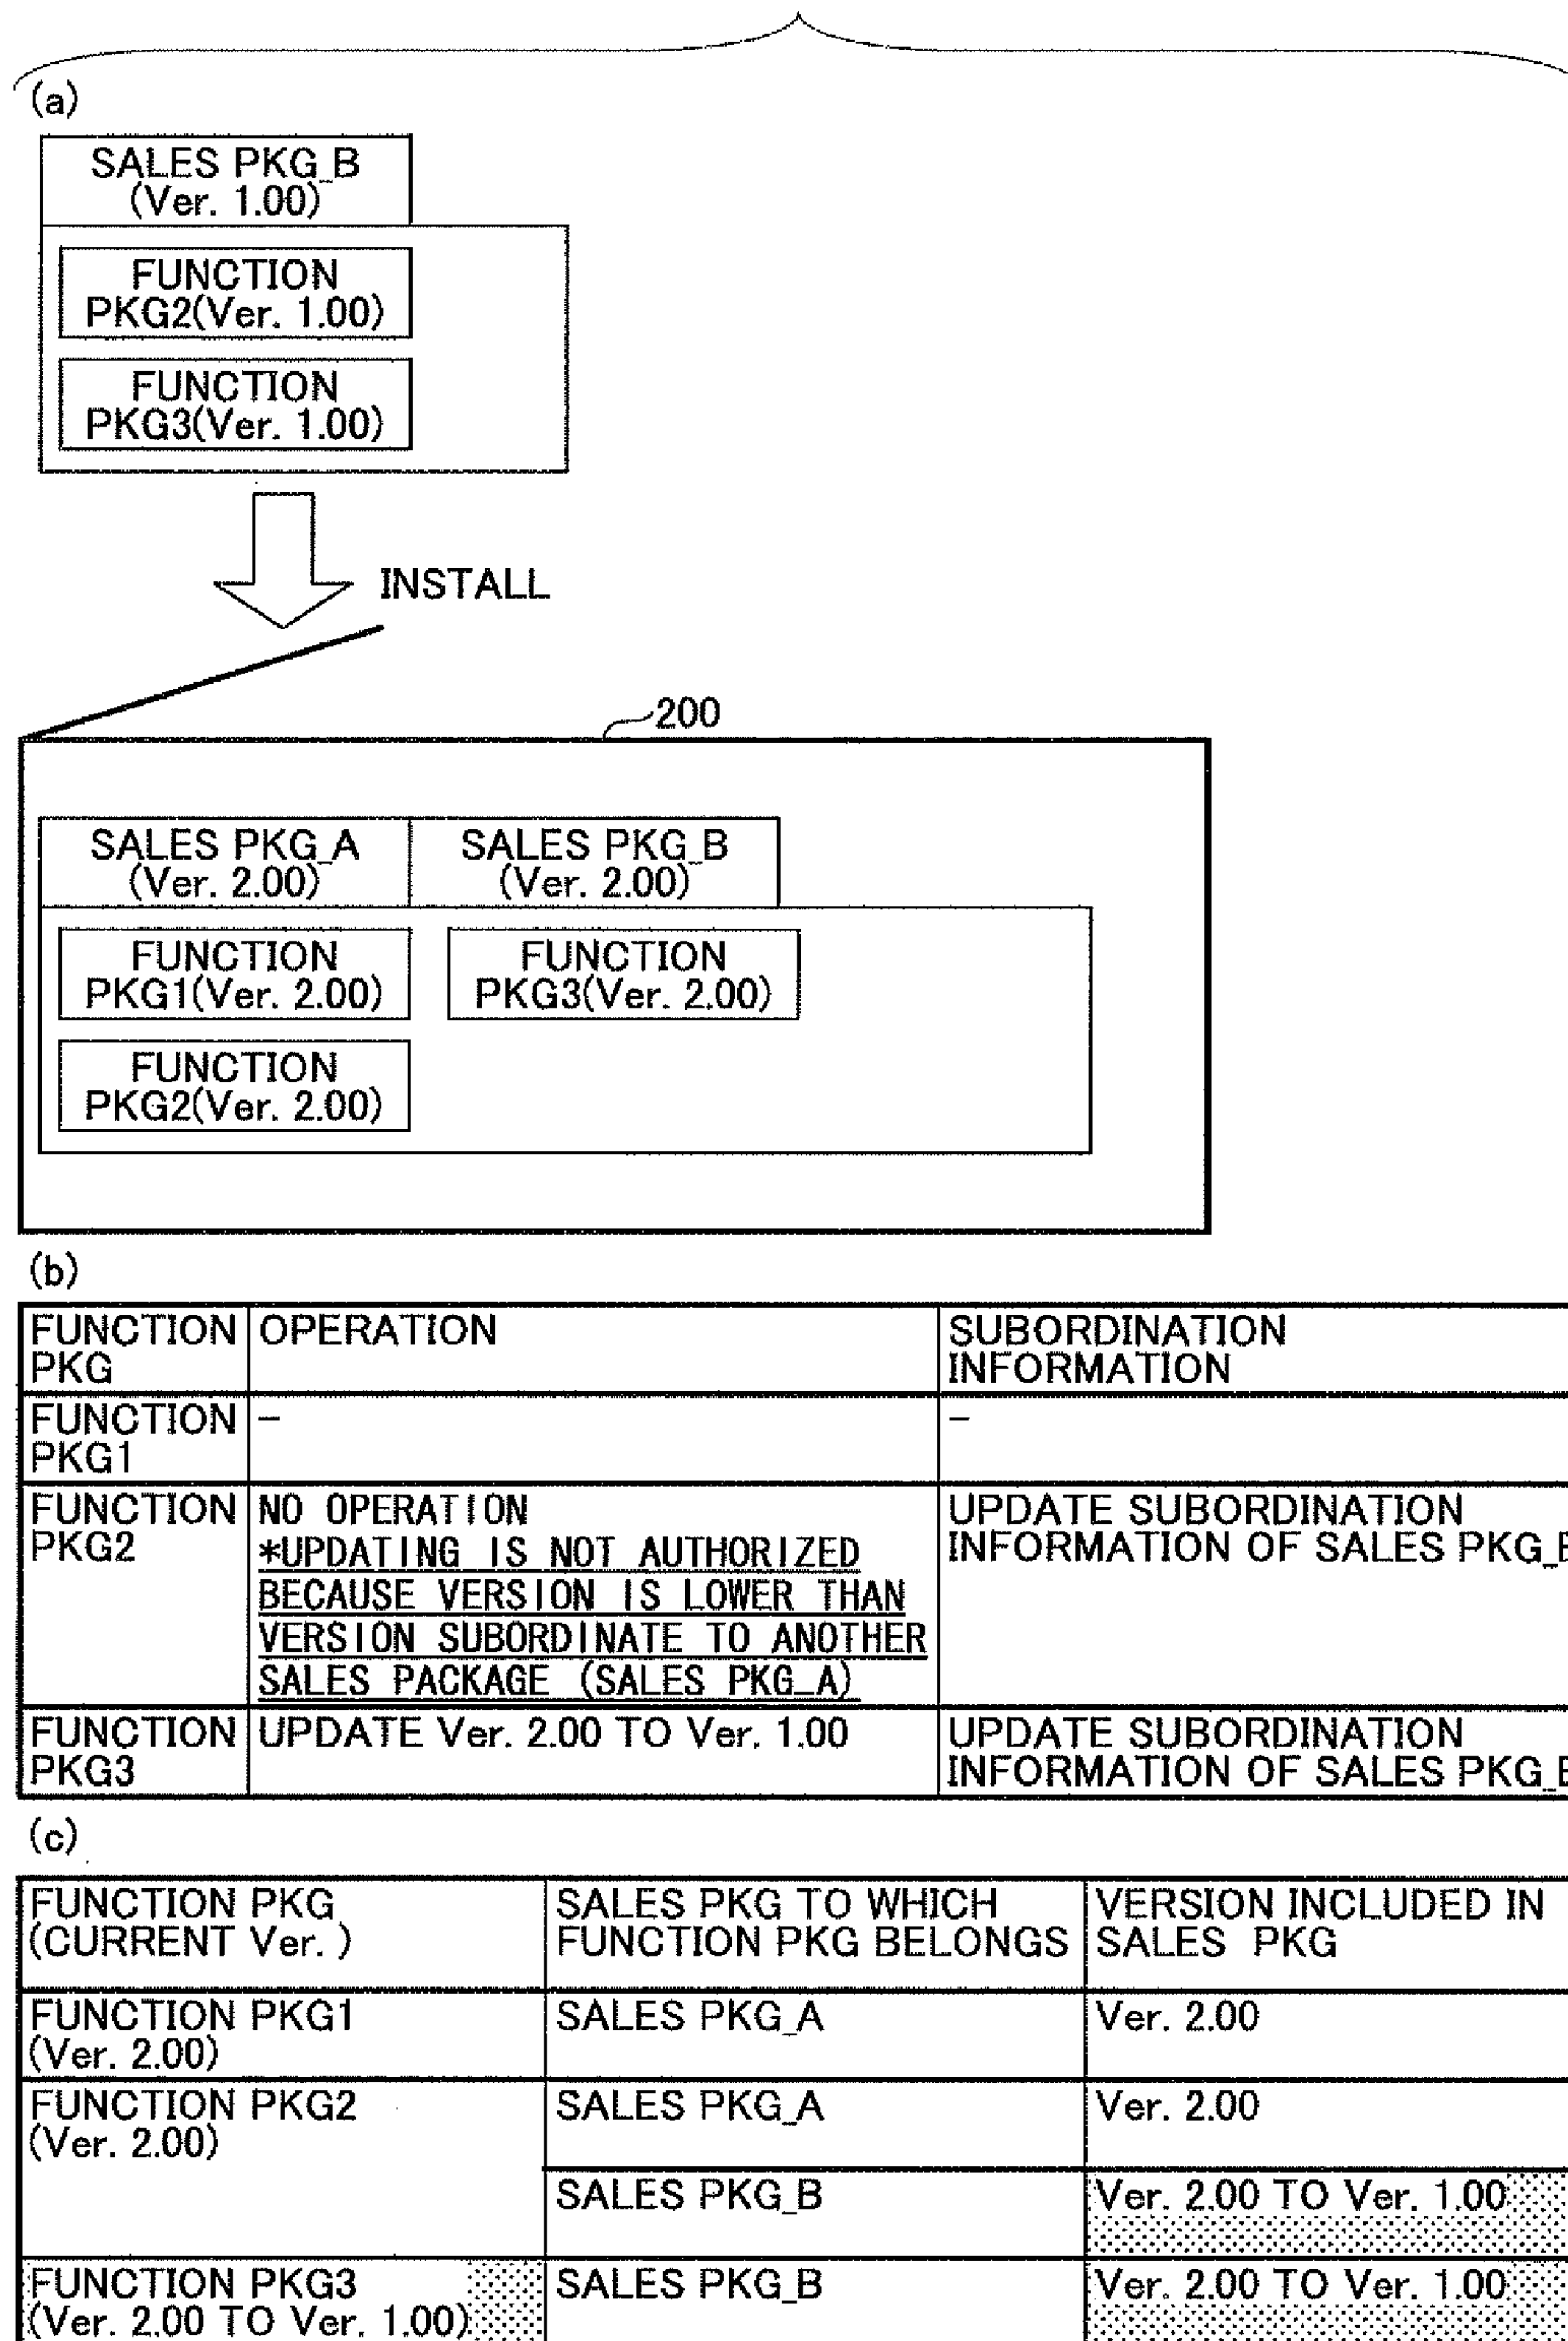 (a)
SALES PKG_B
(Ver. 1.00)
FUNCTION
PKG2(Ver. 1.00)
FUNCTION
PKG3(Ver. 1.00)
INSTALL
200
SALES PKG_A
(Ver. 2.00)
SALES PKG_B
(Ver. 2.00)
FUNCTION
PKG1(Ver. 2.00)
FUNCTION
PKG3(Ver. 2.00)
FUNCTION
PKG2(Ver. 2.00)
(b)
FUNCTION
PKG
OPERATION
SUBORDINATION
INFORMATION
FUNCTION
PKG1
-
-
FUNCTION
PKG2
NO OPERATION
*UPDATING IS NOT AUTHORIZED
BECAUSE VERSION IS LOWER THAN
VERSION SUBORDINATE TO ANOTHER
SALES PACKAGE (SALES PKG_A)
UPDATE SUBORDINATION
INFORMATION OF SALES PKG_B
FUNCTION
PKG3
UPDATE Ver. 2.00 TO Ver. 1.00
UPDATE SUBORDINATION
INFORMATION OF SALES PKG_B
(c)
FUNCTION PKG
(CURRENT Ver. )
SALES PKG TO WHICH
FUNCTION PKG BELONGS
VERSION INCLUDED IN
SALES PKG
FUNCTION PKG1
(Ver. 2.00)
SALES PKG_A
Ver. 2.00
FUNCTION PKG2
(Ver. 2.00)
SALES PKG_A
Ver. 2.00
SALES PKG_B
Ver. 2.00 TO Ver. 1.00
FUNCTION PKG3
(Ver. 2.00 TO Ver. 1.00)
SALES PKG_B
Ver. 2.00 TO Ver. 1.00